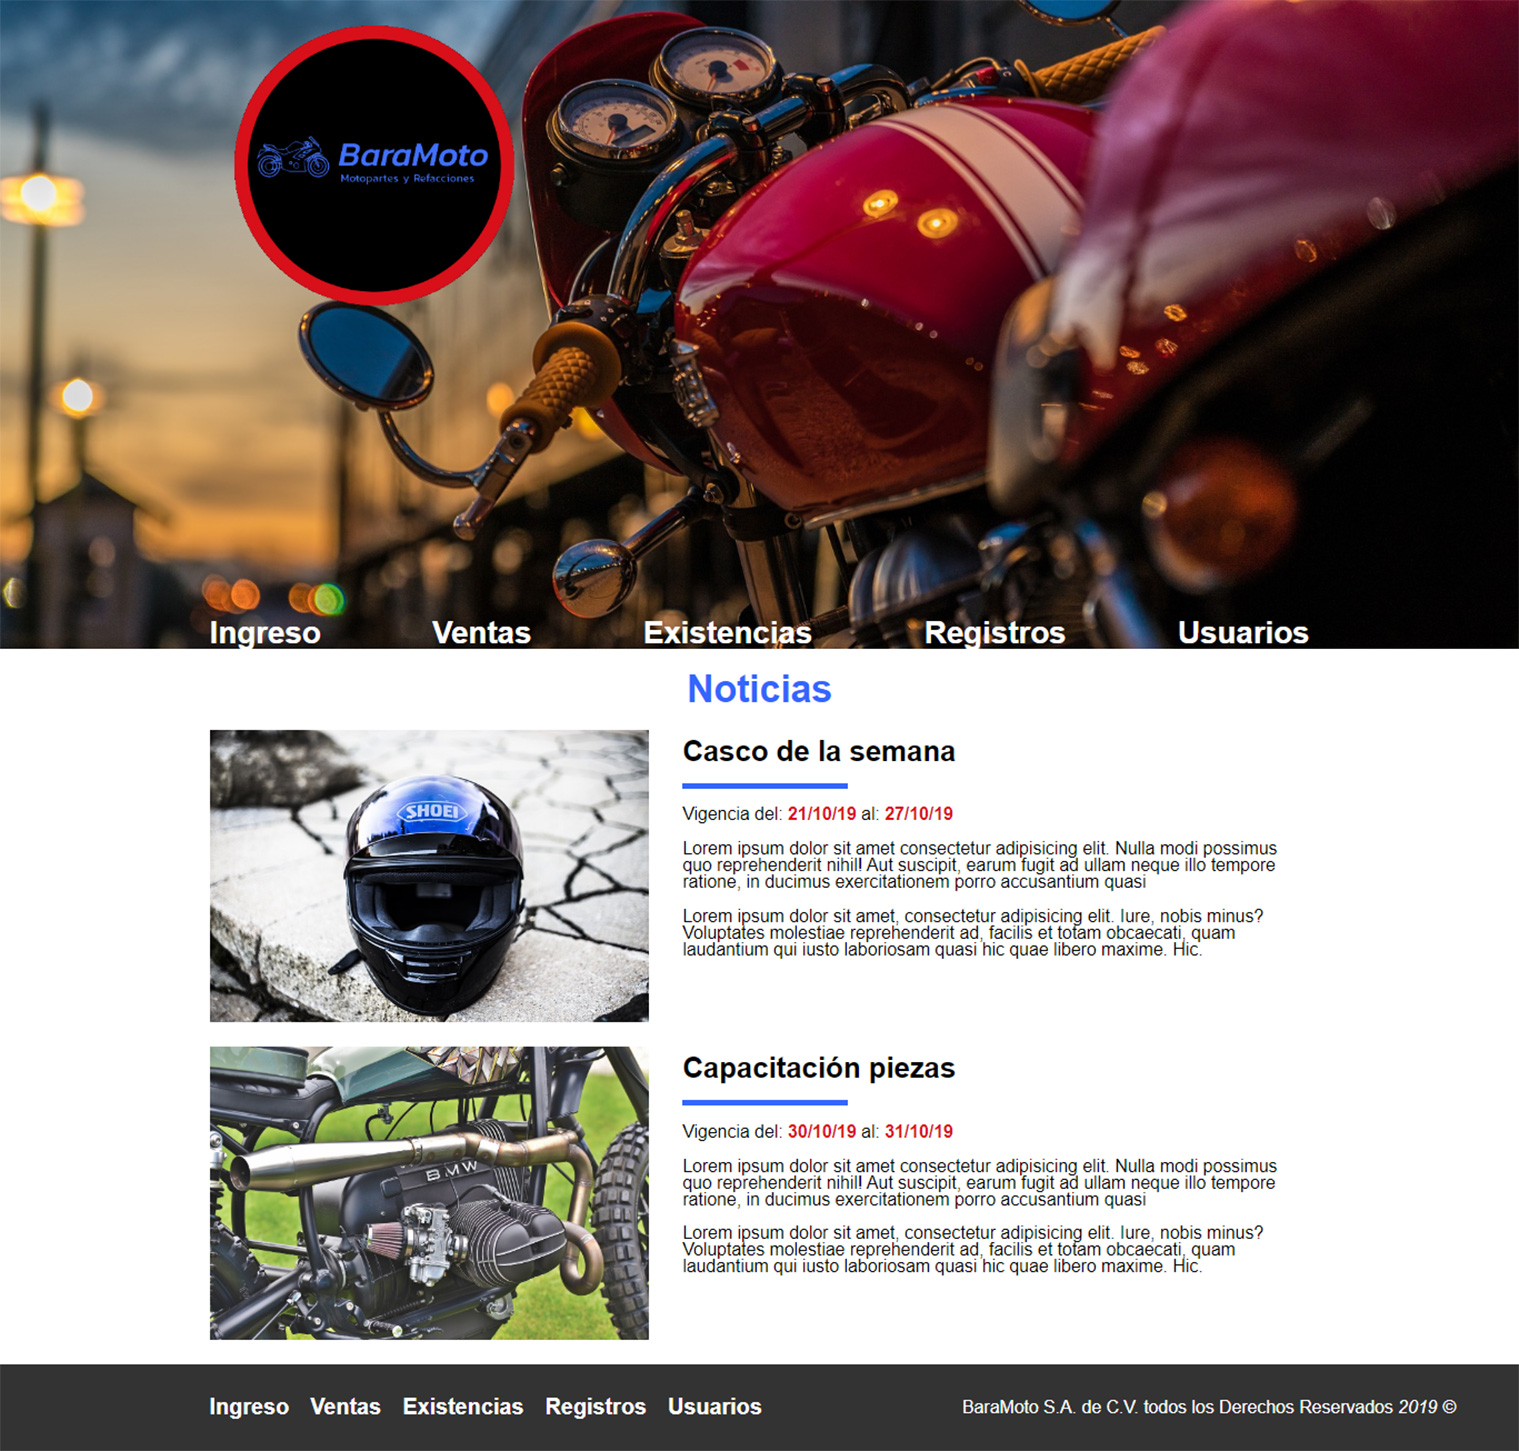 BaraMoto
Motopartes y Refacciones
Ingreso Ventas Existencias Registros Usuarios
Noticias
SHOEI
Casco de la semana
Vigencia del: 21/10/19 al: 27/10/19
Lorem ipsum dolor sit amet consectetur adipisicing elit. Nulla modi possimus
quo reprehenderit nihil! Aut suscipit, earum fugit ad ullam neque illo tempore
ratione, in ducimus exercitationem porro accusantium quasi
Lorem ipsum dolor sit amet, consectetur adipisicing elit. Iure, nobis minus?
Voluptates molestiae reprehenderit ad, facilis et totam obcaecati, quam
laudantium qui iusto laboriosam quasi hic quae libero maxime. Hic.
BMW
Capacitación piezas
Vigencia del: 30/10/19 al: 31/10/19
Lorem ipsum dolor sit amet consectetur adipisicing elit. Nulla modi possimus
quo reprehenderit nihil! Aut suscipit, earum fugit ad ullam neque illo tempore
ratione, in ducimus exercitationem porro accusantium quasi
Lorem ipsum dolor sit amet, consectetur adipisicing elit. Iure, nobis minus?
Voluptates molestiae reprehenderit ad, facilis et totam obcaecati, quam
laudantium qui iusto laboriosam quasi hic quae libero maxime. Hic.
Ingreso Ventas Existencias Registros Usuarios
BaraMoto S.A. de C.V. todos los Derechos Reservados 2019 ©